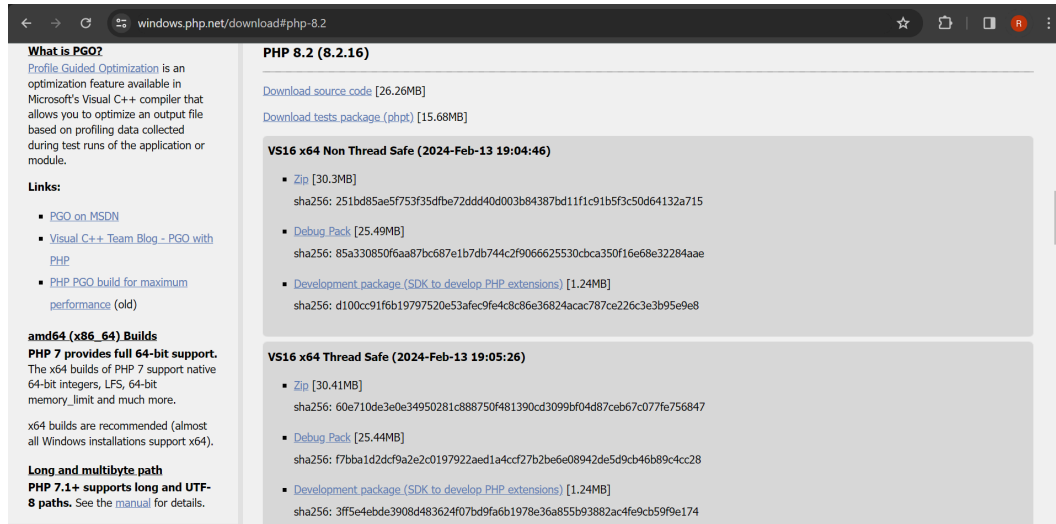 windows.php.net/download#php-8.2
R
What is PGO?
Profile Guided Optimization is an
optimization feature available in
Microsoft's Visual C++ compiler that
allows you to optimize an output file
based on profiling data collected
during test runs of the application or
module.
Links:
PGO on MSDN
Visual C++ Team Blog - PGO with
PHP
PHP PGO build for maximum
performance (old)
amd64 (x86_64) Builds
PHP 7 provides full 64-bit support.
The x64 builds of PHP 7 support native
64-bit integers, LFS, 64-bit
memory_limit and much more.
x64 builds are recommended (almost
all Windows installations support x64).
Long and multibyte path
PHP 7.1+ supports long and UTF-
8 paths. See the manual for details.
PHP 8.2 (8.2.16)
Download source code [26.26MB]
Download tests package (phpt) [15.68MB]
VS16 x64 Non Thread Safe (2024-Feb-13 19:04:46)
Zip [30.3MB]
sha256: 251bd85ae5f753f35dfbe72ddd40d003b84387bd11f1c91b5f3c50d64132a715
Debug Pack [25.49MB]
sha256: 85a330850f6aa87bc687e1b7db744c2f9066625530cbca350f16e68e32284aae
Development package (SDK to develop PHP extensions) [1.24MB]
sha256: d100cc91f6b19797520e53afec9fe4c8c86e36824acac787ce226c3e3b95e9e8
VS16 x64 Thread Safe (2024-Feb-13 19:05:26)
Zip [30.41MB]
sha256: 60e710de3e0e34950281c888750f481390cd3099bf04d87ceb67c077fe756847
Debug Pack [25.44MB]
sha256: f7bba1d2dcf9a2e2c0197922aed1a4ccf27b2be6e08942de5d9cb46b89c4cc28
Development package (SDK to develop PHP extensions) [1.24MB]
sha256: 3ff5e4ebde3908d483624f07bd9fa6b1978e36a855b93882ac4fe9cb59f9e174